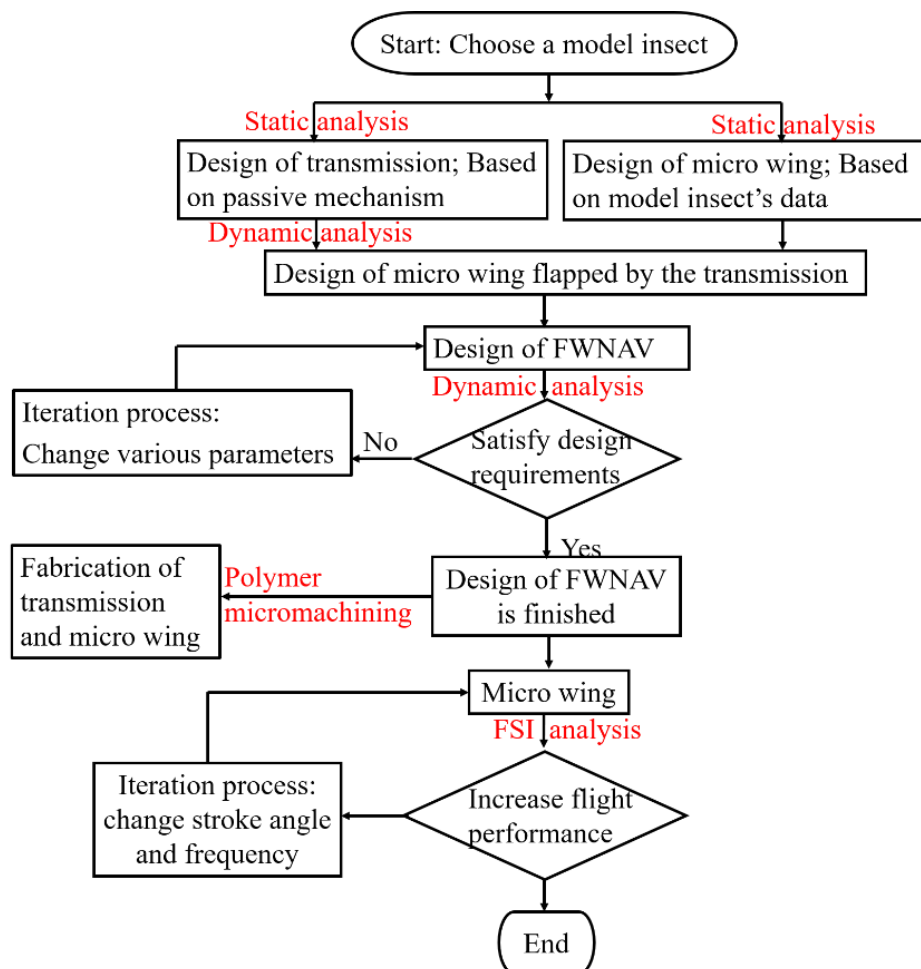 Start: Choose a model insect
Static analysis
Static analysis
Design of transmission; Based
on passive mechanism
Design of micro wing; Based
on model insect’s data
Dynamic analysis
Design of micro wing flapped by the transmission
Design of FWNAV
Dynamic analysis
Iteration process:
Change various parameters
No
Satisfy design
requirements
Yes
Fabrication of
transmission
and micro wing
Polymer
micromachining
Design of FWNAV
is finished
Micro wing
FSI analysis
Iteration process:
change stroke angle
and frequency
Increase flight
performance
End